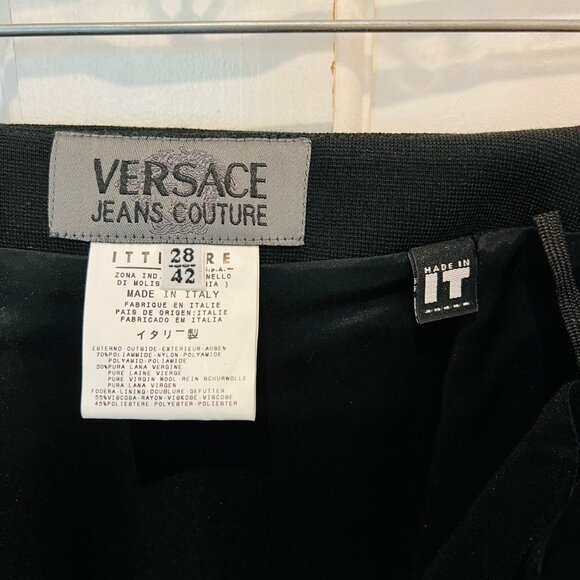 VERSACE
JEANS COUTURE
28
42
ZONA IND.
DI MOLIS
MADE IN ITALY
FABRIQUE EN ITALIE
PAIS DE ORIGEN:ITALIE
FABRICADO EM ITALIA
イタリー製
ESTERNO-OUTSIDE-EXTERIEUR-AUGEN
70%POLIAMMIDE-NYLON-POLYAMIDE
POLYAMID-POLIAMIDE
30%PURA LANA VERGINE
PURE LAINE VIERGE
PURE VIRGIN WOOL-REIN SCHURWOLLE
PURA LANA VIRGEN
FODERA-LINING-DOUBLURE-GEFUTTER
55%VISCOSA-RAYON-VISKOSE-VISCOSE
45%POLIESTERE-POLYESTER-POLIESTER
MADE IN
IT